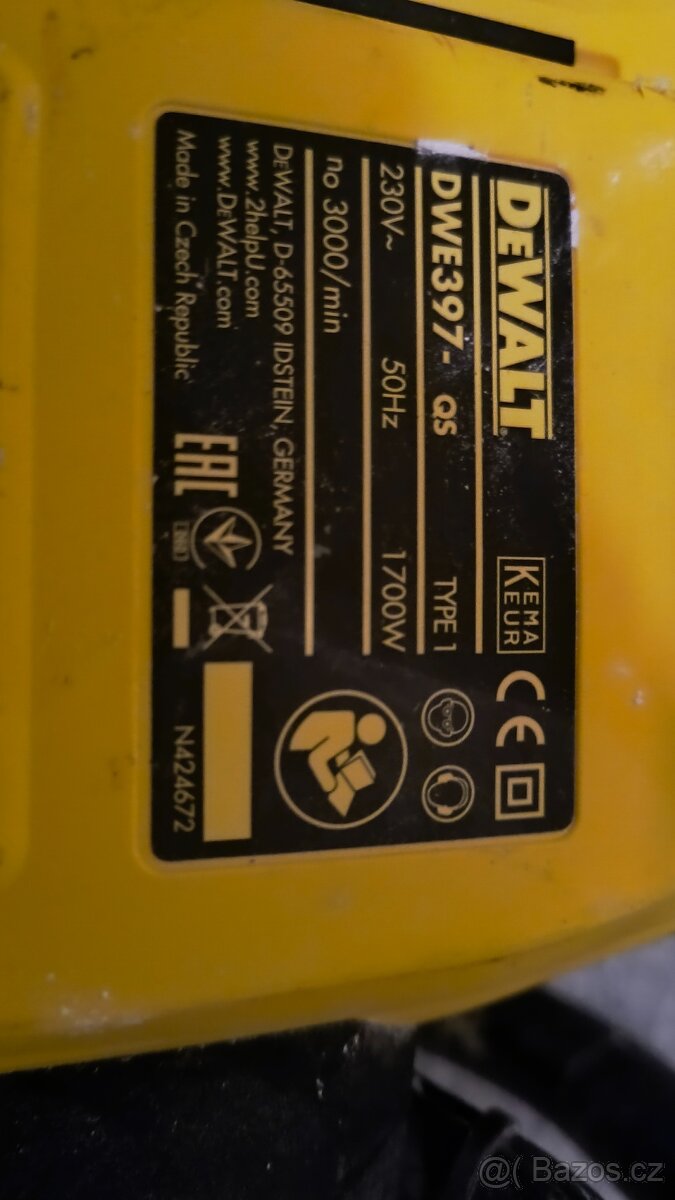 DEWALT
KEMA
KEUR
CE
DWE397- QS TYPE 1
230V~ 50Hz 1700W
no 3000/min
DEWALT, D-65509 IDSTEIN, GERMANY
www.2helpU.com
www.DEWALT.com
Made in Czech Republic
EAC
N424672
@( Bazos.cz